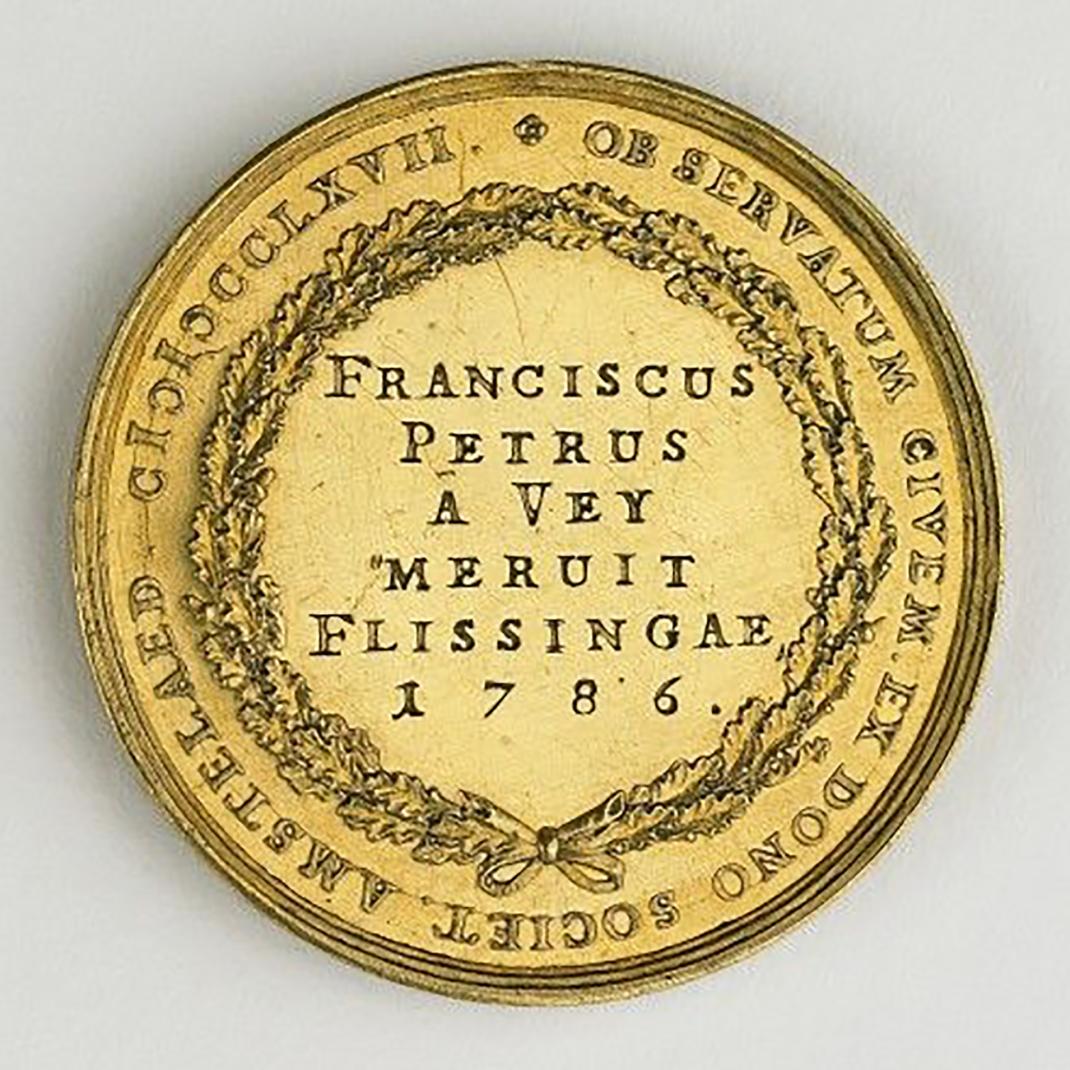 OB SERVATUM CIVEM. EX DONO SOCIET. AMSTELAED. CIↃIↃCCLXVII.
FRANCISCUS
PETRUS
A VEY
MERUIT
FLISSINGAE,
1786.